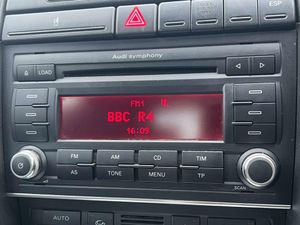 ESP
Audi symphony
LOAD
FM1
BBC R4
16:09
FM AM CD TIM
AS TONE MENU TP
SCAN
AUTO